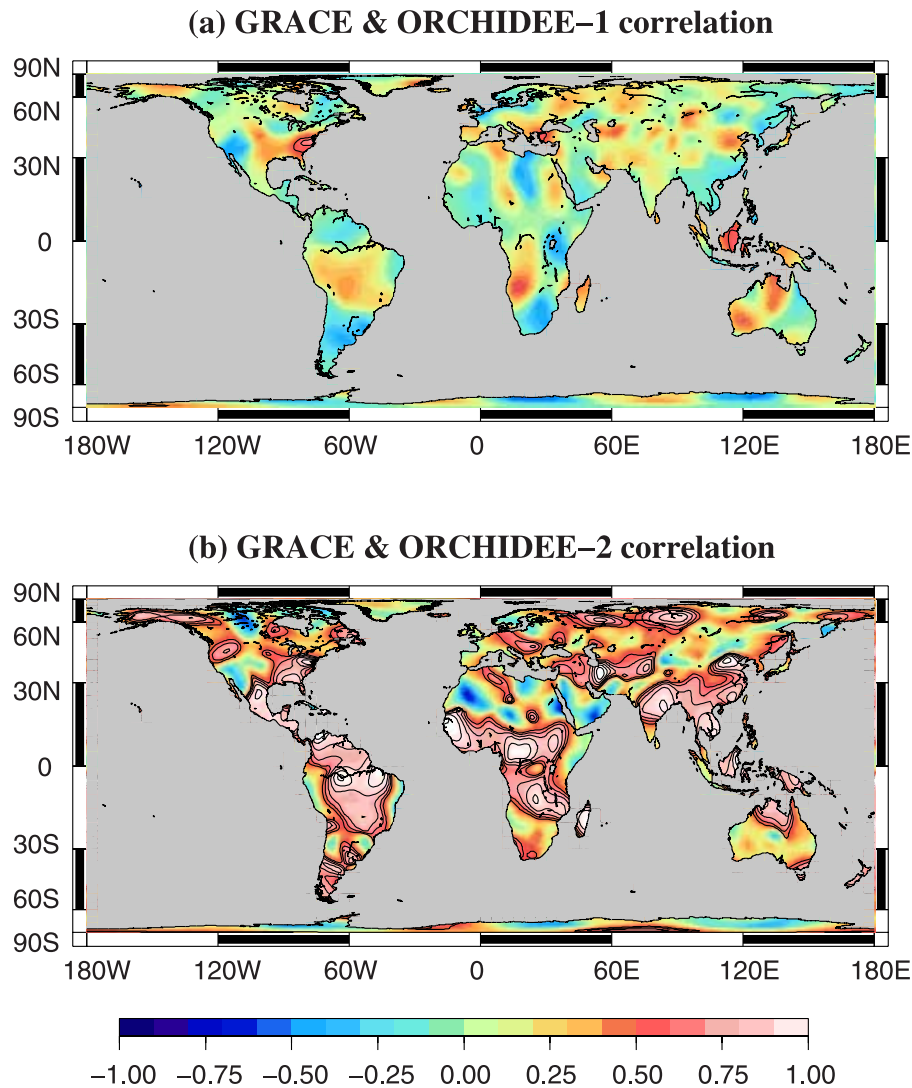 (a) GRACE & ORCHIDEE−1 correlation
90N
60N
30N
0
30S
60S
90S
180W 120W 60W 0 60E 120E 180E
(b) GRACE & ORCHIDEE−2 correlation
90N
60N
30N
0
30S
60S
90S
180W 120W 60W 0 60E 120E 180E
−1.00 −0.75 −0.50 −0.25 0.00 0.25 0.50 0.75 1.00